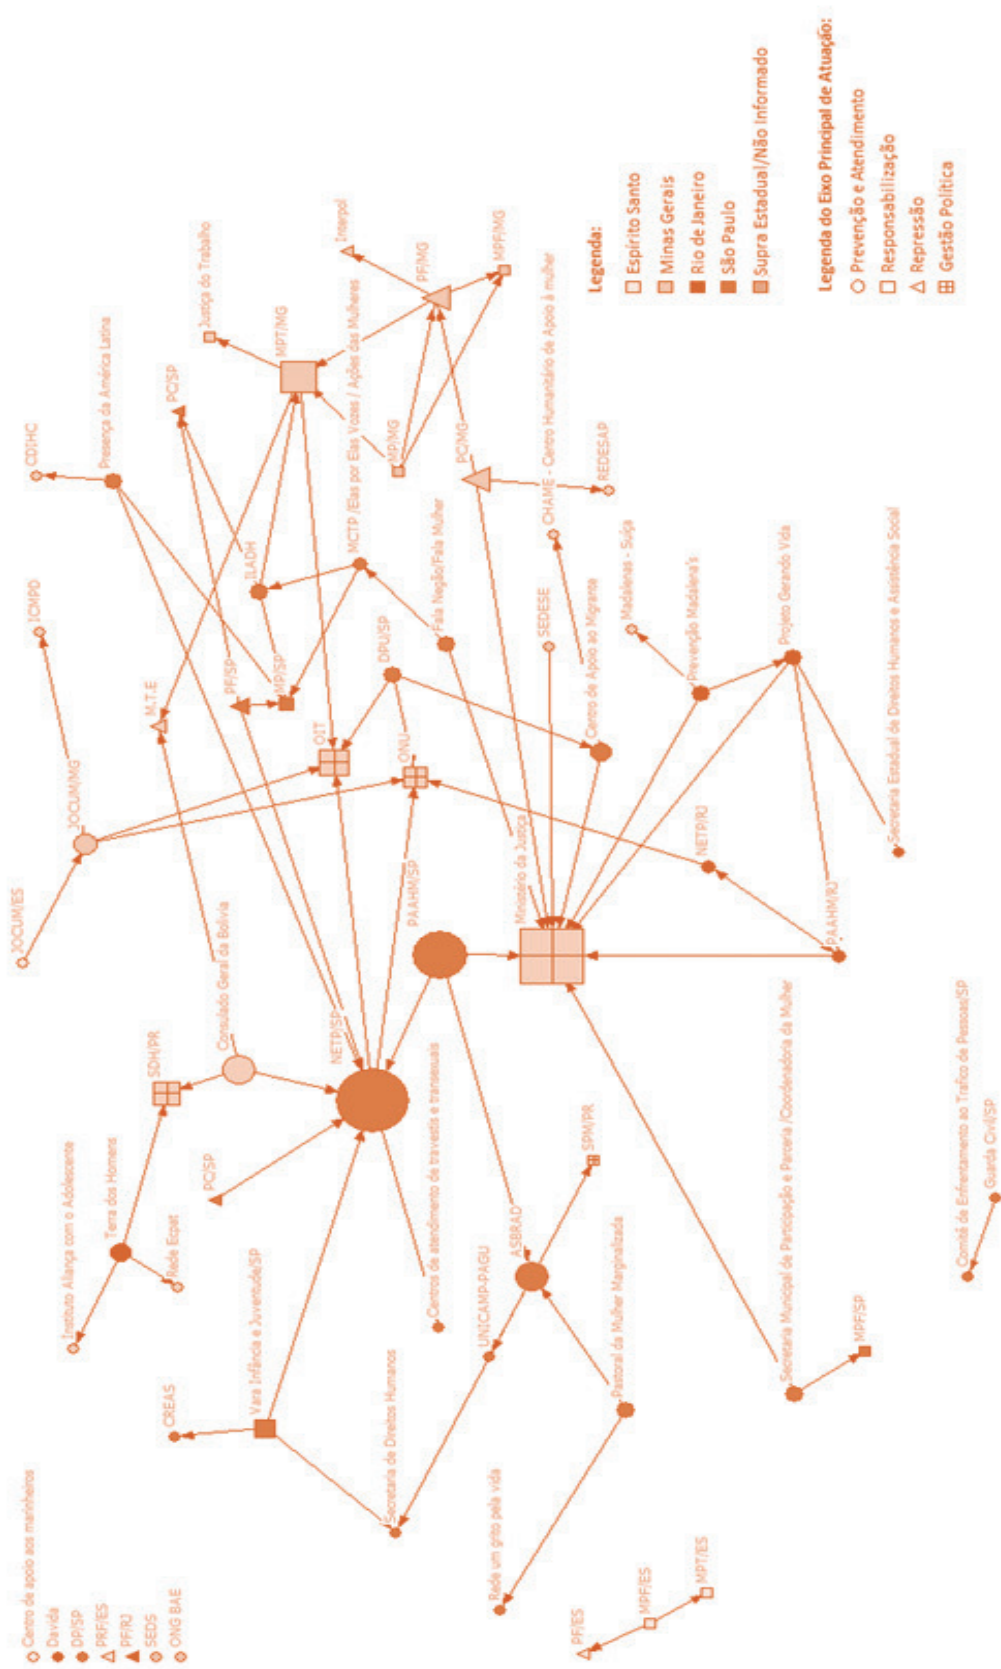 Centro de apoio aos marinheiros
Davida
DP/SP
PRF/ES
PF/RJ
SEDS
ONG BAE
JOCUM/ES
JOCUM/MG
ICMPD
CDIHC
Presença da América Latina
Instituto Aliança com o Adolescente
Terra dos Homens
Rede Ecpat
SDH/PR
Consulado Geral da Bolívia
M.T.E
PC/SP
Justiça do Trabalho
CREAS
Vara Infância e Juventude/SP
PC/SP
NETP/SP
PF/SP
MP/SP
ILADH
MPT/MG
Interpol
Secretaria de Direitos Humanos
Centros de atendimento de travestis e transexuais
OIT
DPU/SP
MCTP /Elas por Elas Vozes / Ações das Mulheres
MP/MG
PF/MG
MPF/MG
PAAHM/SP
ONU
Fala Negão/Fala Mulher
PC/MG
UNICAMP-PAGU
ASBRAD
SPM/PR
Rede um grito pela vida
Pastoral da Mulher Marginalizada
Ministério da Justiça
SEDESE
CHAME - Centro Humanitário de Apoio à mulher
REDESAP
Centro de Apoio ao Migrante
Madalenas - Suíça
Prevenção Madalena's
Projeto Gerando Vida
NETP/RJ
PAAHM/RJ
Secretaria Estadual de Direitos Humanos e Assistência Social
PF/ES
MPF/ES
MPT/ES
Secretaria Municipal de Participação e Parceria /Coordenadoria da Mulher
MPF/SP
Comitê de Enfrentamento ao Tráfico de Pessoas/SP
Guarda Civil/SP
Legenda:
Espírito Santo
Minas Gerais
Rio de Janeiro
São Paulo
Supra Estadual/Não Informado
Legenda do Eixo Principal de Atuação:
Prevenção e Atendimento
Responsabilização
Repressão
Gestão Política